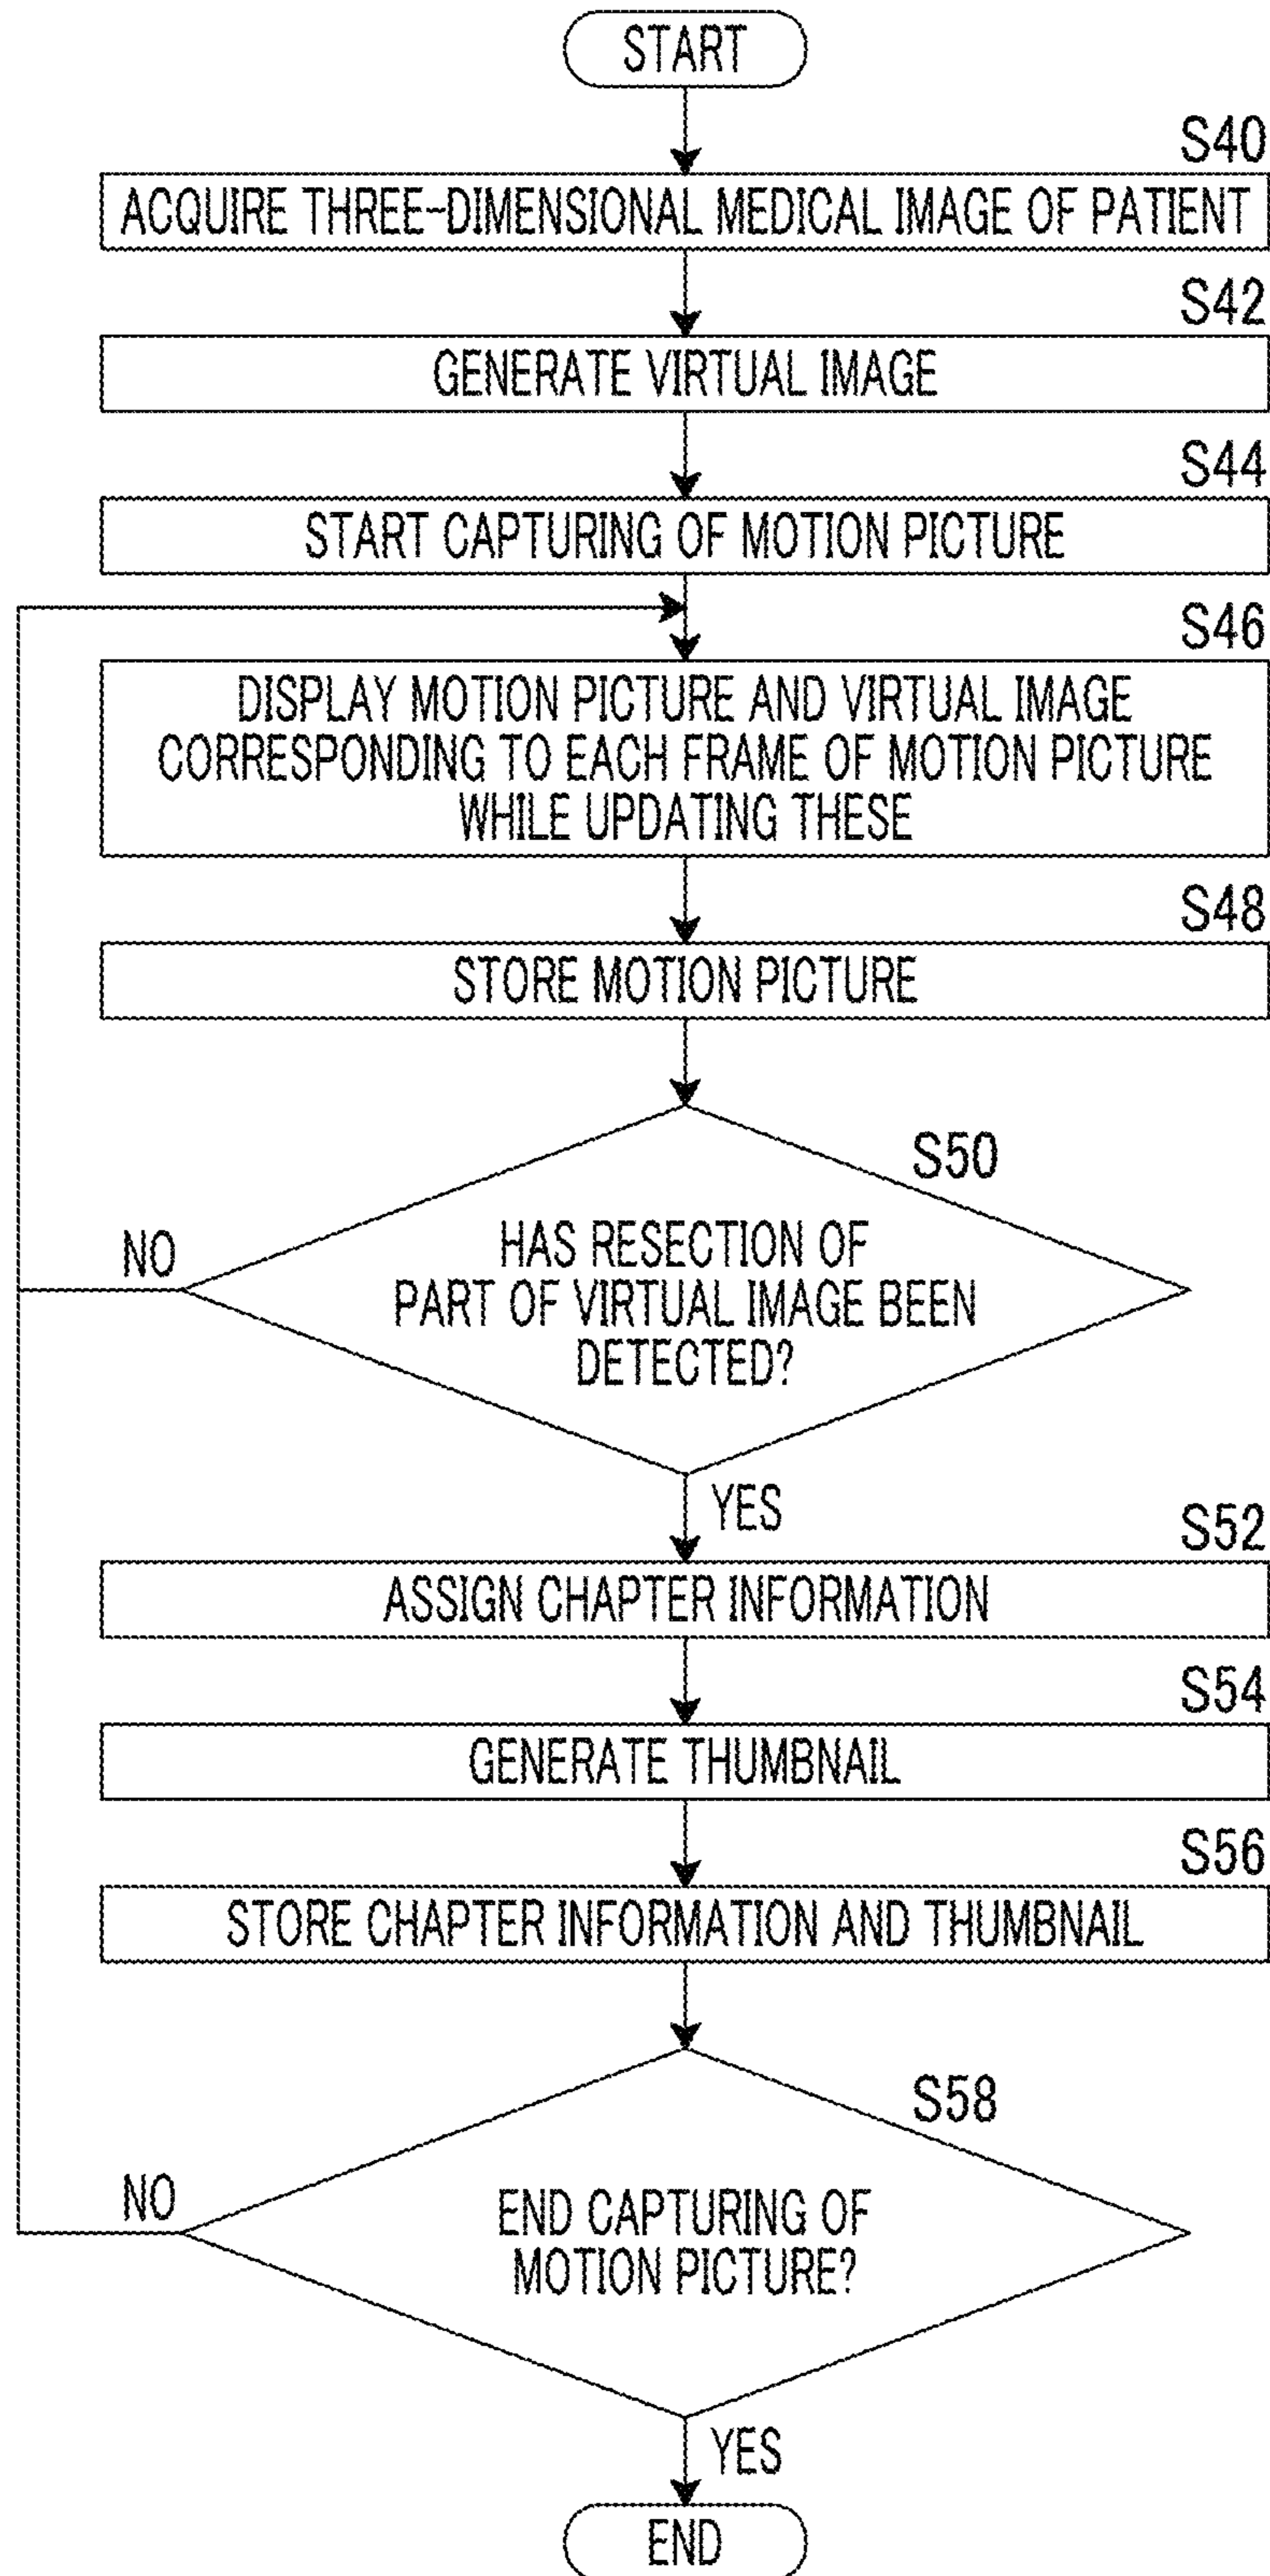 START
S40
ACQUIRE THREE-DIMENSIONAL MEDICAL IMAGE OF PATIENT
S42
GENERATE VIRTUAL IMAGE
S44
START CAPTURING OF MOTION PICTURE
S46
DISPLAY MOTION PICTURE AND VIRTUAL IMAGE
CORRESPONDING TO EACH FRAME OF MOTION PICTURE
WHILE UPDATING THESE
S48
STORE MOTION PICTURE
S50
NO
HAS RESECTION OF
PART OF VIRTUAL IMAGE BEEN
DETECTED?
YES
S52
ASSIGN CHAPTER INFORMATION
S54
GENERATE THUMBNAIL
S56
STORE CHAPTER INFORMATION AND THUMBNAIL
S58
NO
END CAPTURING OF
MOTION PICTURE?
YES
END